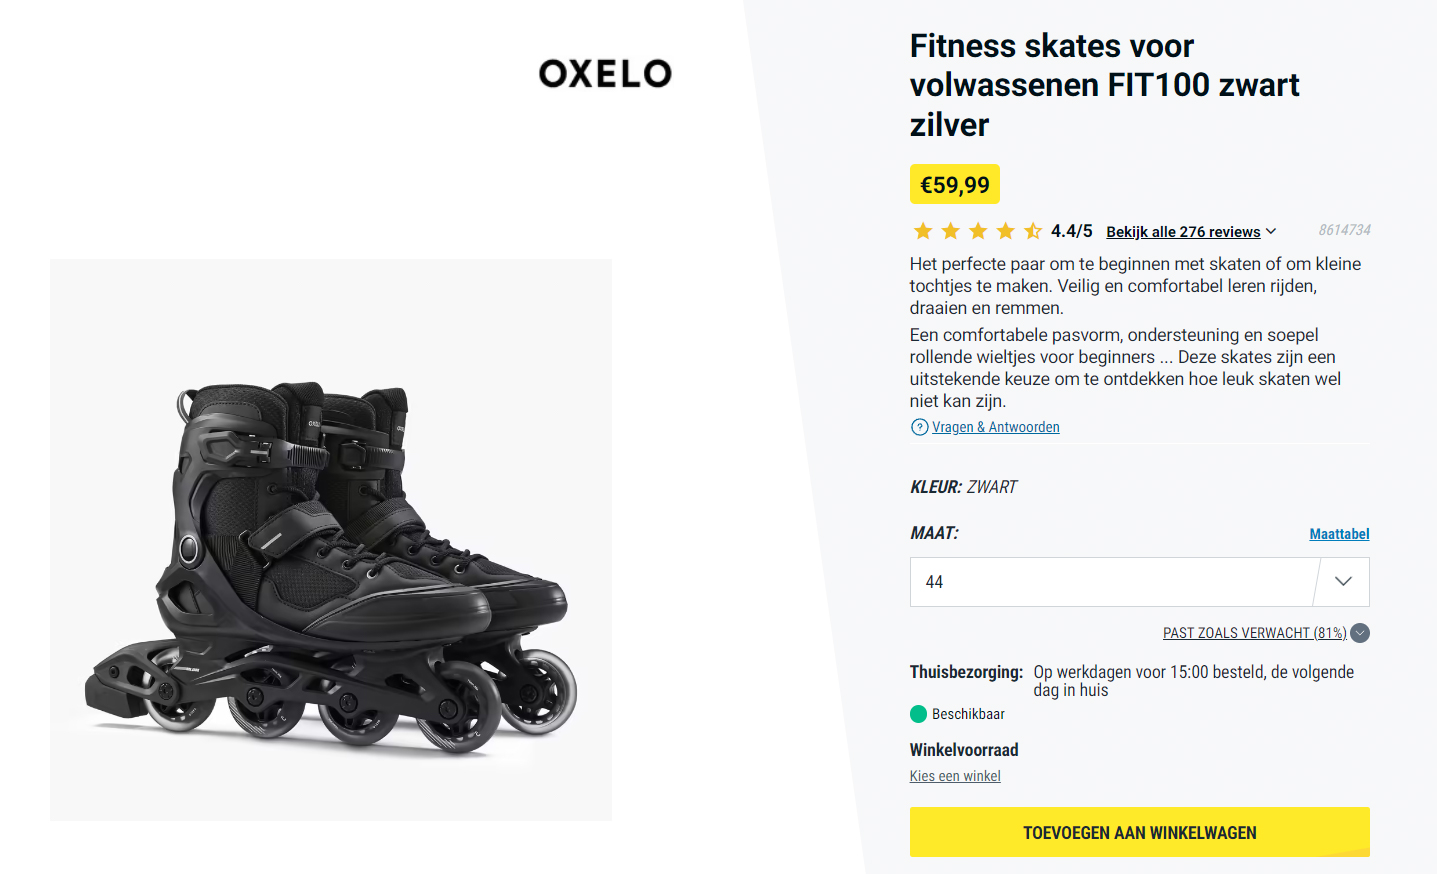 OXELO
Fitness skates voor
volwassenen FIT100 zwart
zilver
€59,99
4.4/5 Bekijk alle 276 reviews 8614734
Het perfecte paar om te beginnen met skaten of om kleine
tochtjes te maken. Veilig en comfortabel leren rijden,
draaien en remmen.
Een comfortabele pasvorm, ondersteuning en soepel
rollende wieltjes voor beginners ... Deze skates zijn een
uitstekende keuze om te ontdekken hoe leuk skaten wel
niet kan zijn.
? Vragen & Antwoorden
KLEUR: ZWART
MAAT: Maattabel
44
PAST ZOALS VERWACHT (81%)
Thuisbezorging: Op werkdagen voor 15:00 besteld, de volgende
dag in huis
Beschikbaar
Winkelvoorraad
Kies een winkel
TOEVOEGEN AAN WINKELWAGEN